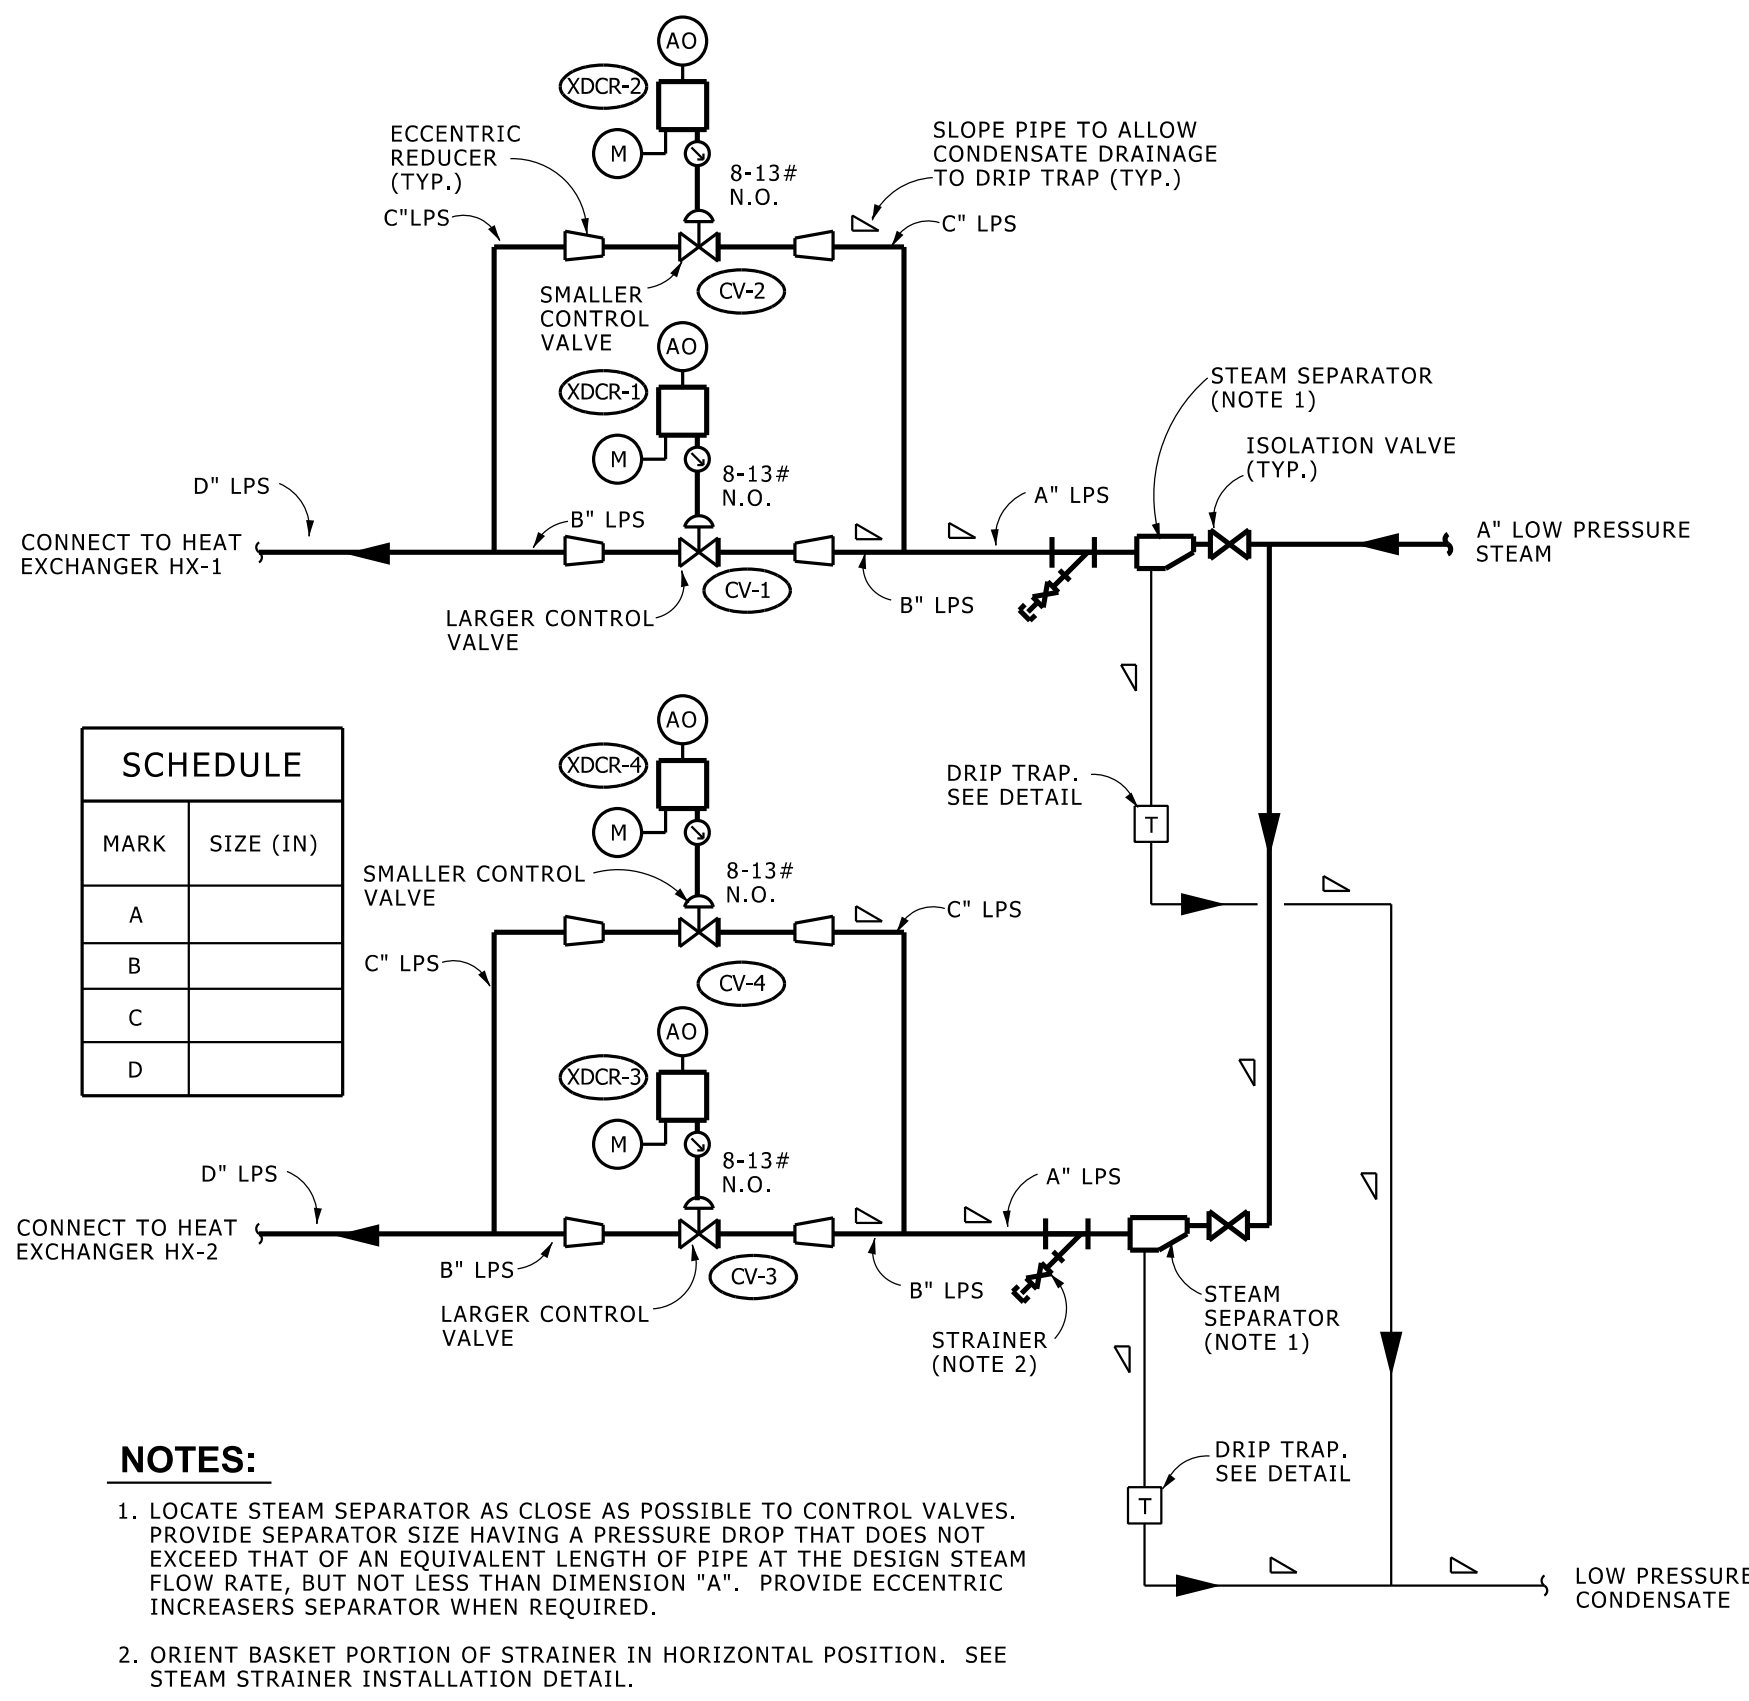 AO
XDCR-2
M
ECCENTRIC
REDUCER
(TYP.)
8-13#
N.O.
SLOPE PIPE TO ALLOW
CONDENSATE DRAINAGE
TO DRIP TRAP (TYP.)
C"LPS
C" LPS
SMALLER
CONTROL
VALVE
CV-2
AO
XDCR-1
M
8-13#
N.O.
STEAM SEPARATOR
(NOTE 1)
ISOLATION VALVE
(TYP.)
D" LPS
B" LPS
A" LPS
CONNECT TO HEAT
EXCHANGER HX-1
A" LOW PRESSURE
STEAM
CV-1
B" LPS
LARGER CONTROL
VALVE
SCHEDULE
MARK SIZE (IN)
A
B
C
D
AO
XDCR-4
M
DRIP TRAP.
SEE DETAIL
T
SMALLER CONTROL
VALVE
8-13#
N.O.
C" LPS
C" LPS
CV-4
AO
XDCR-3
M
8-13#
N.O.
D" LPS
A" LPS
CONNECT TO HEAT
EXCHANGER HX-2
B" LPS
CV-3
B" LPS
LARGER CONTROL
VALVE
STRAINER
(NOTE 2)
STEAM
SEPARATOR
(NOTE 1)
DRIP TRAP.
SEE DETAIL
T
LOW PRESSURE
CONDENSATE
NOTES:
1. LOCATE STEAM SEPARATOR AS CLOSE AS POSSIBLE TO CONTROL VALVES.
PROVIDE SEPARATOR SIZE HAVING A PRESSURE DROP THAT DOES NOT
EXCEED THAT OF AN EQUIVALENT LENGTH OF PIPE AT THE DESIGN STEAM
FLOW RATE, BUT NOT LESS THAN DIMENSION "A". PROVIDE ECCENTRIC
INCREASERS SEPARATOR WHEN REQUIRED.
2. ORIENT BASKET PORTION OF STRAINER IN HORIZONTAL POSITION. SEE
STEAM STRAINER INSTALLATION DETAIL.